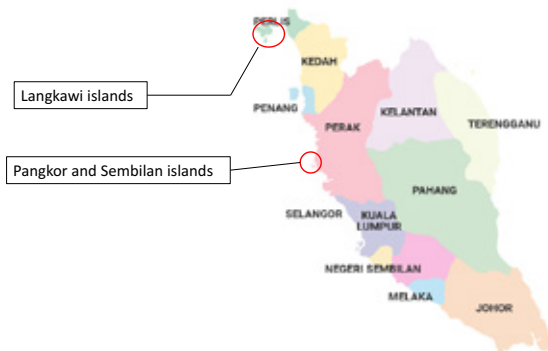 PERLIS
Langkawi islands
KEDAH
PENANG
PERAK
KELANTAN
TERENGGANU
Pangkor and Sembilan islands
PAHANG
SELANGOR
KUALA
LUMPUR
NEGERI SEMBILAN
MELAKA
JOHOR